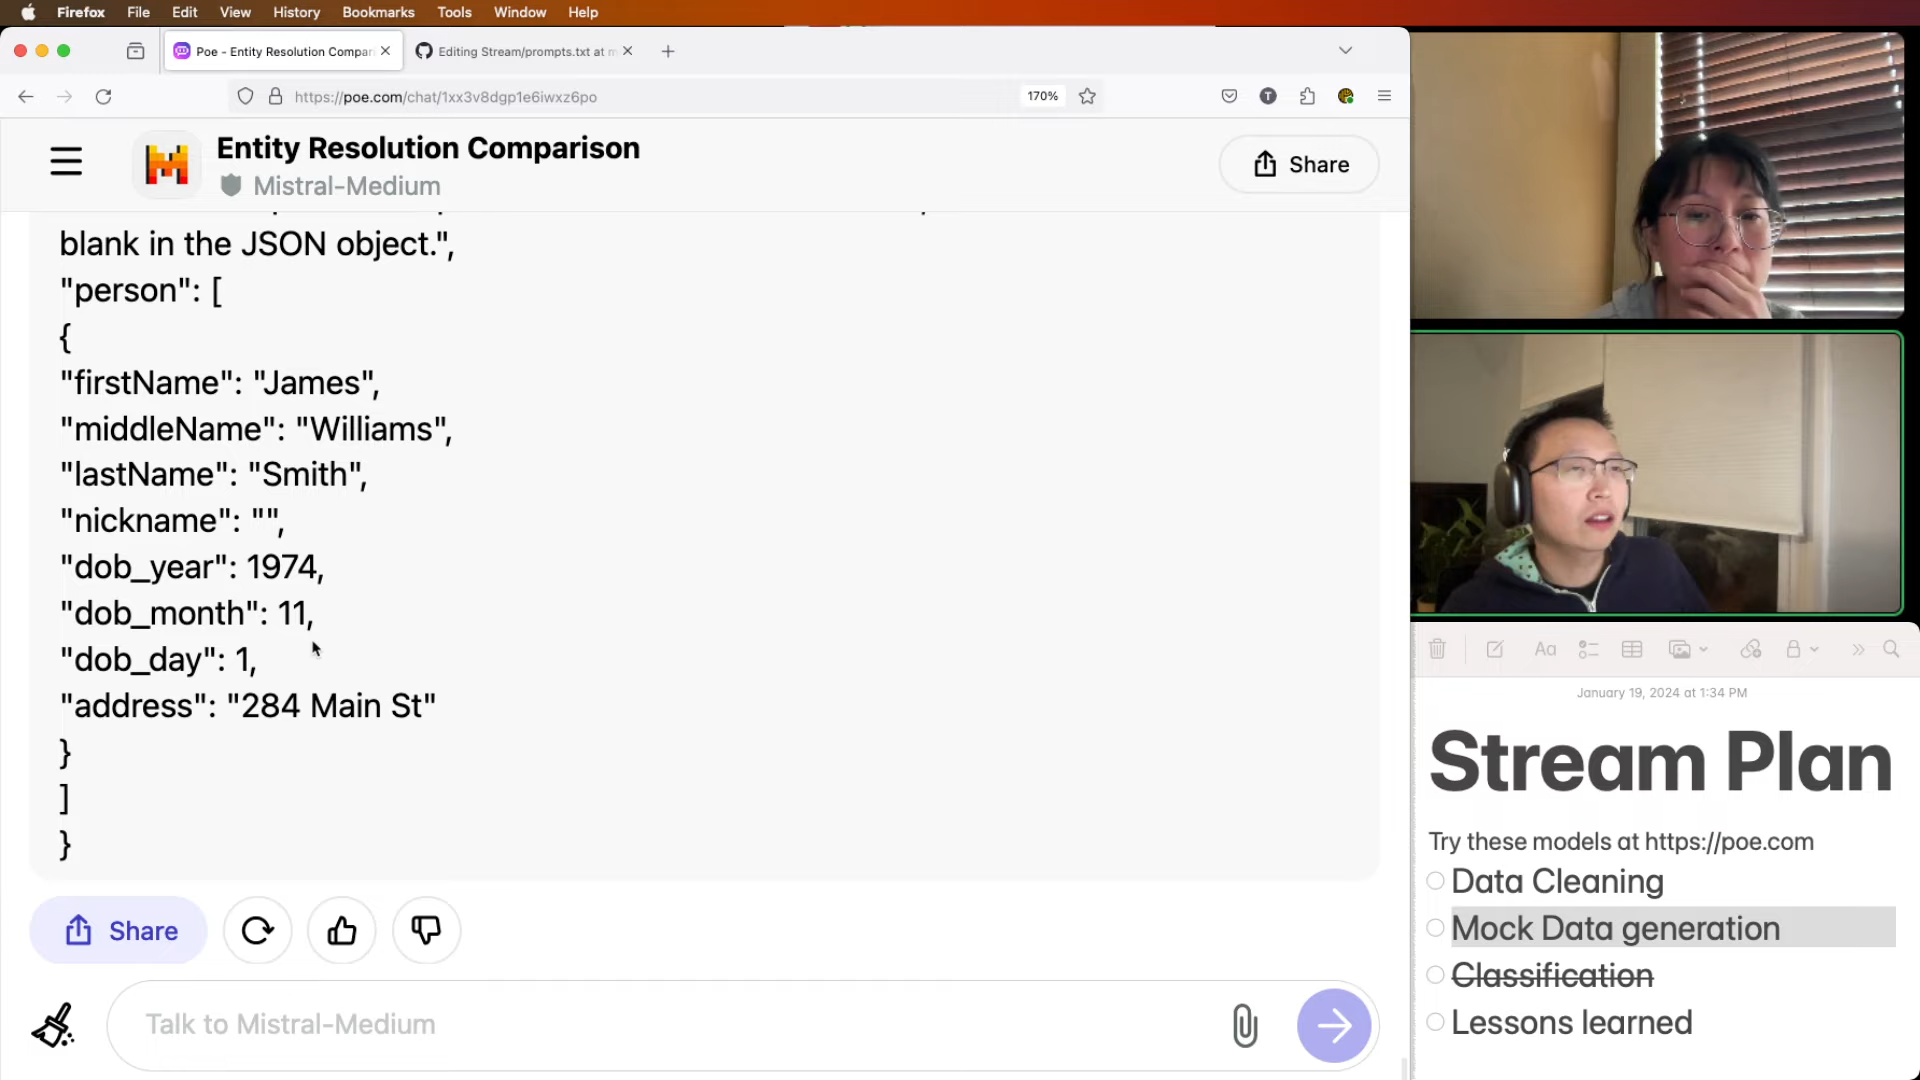 Firefox File Edit View History Bookmarks Tools Window Help
Poe - Entity Resolution Compar
Editing Stream/prompts.txt at m
https://poe.com/chat/1xx3v8dgp1e6iwxz6po
170%
T
Entity Resolution Comparison
Mistral-Medium
Share
blank in the JSON object.",
"person": [
{
"firstName": "James",
"middleName": "Williams",
"lastName": "Smith",
"nickname": "",
"dob_year": 1974,
"dob_month": 11,
"dob_day": 1,
"address": "284 Main St"
}
]
}
Share
Talk to Mistral-Medium
Aa
January 19, 2024 at 1:34 PM
Stream Plan
Try these models at https://poe.com
Data Cleaning
Mock Data generation
Classification
Lessons learned